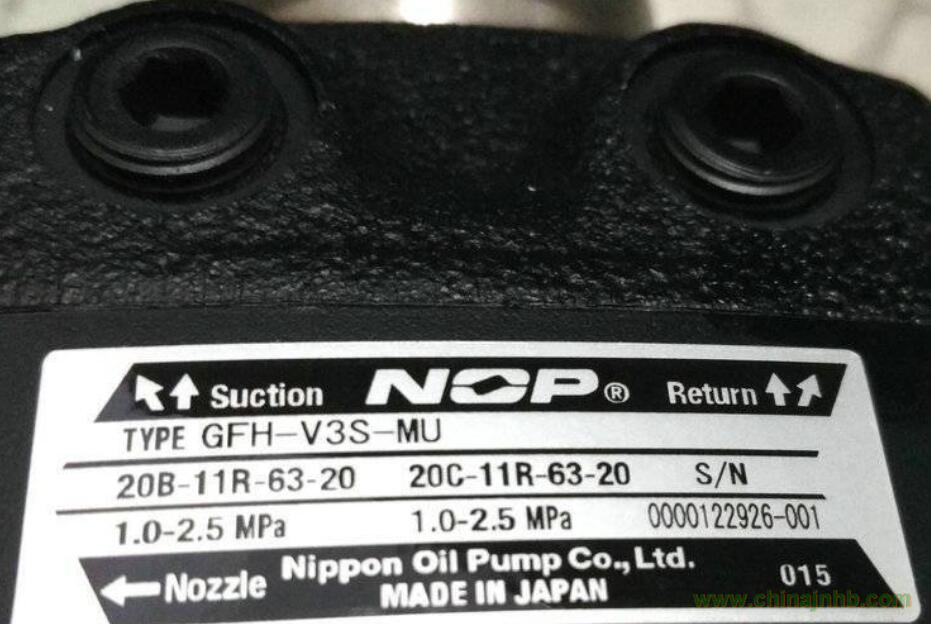 Suction NOP® Return
TYPE GFH-V3S-MU
20B-11R-63-20 20C-11R-63-20 S/N
1.0-2.5 MPa 1.0-2.5 MPa 0000122926-001
Nozzle Nippon Oil Pump Co., Ltd. 015
MADE IN JAPAN
www.chinajnhb.com